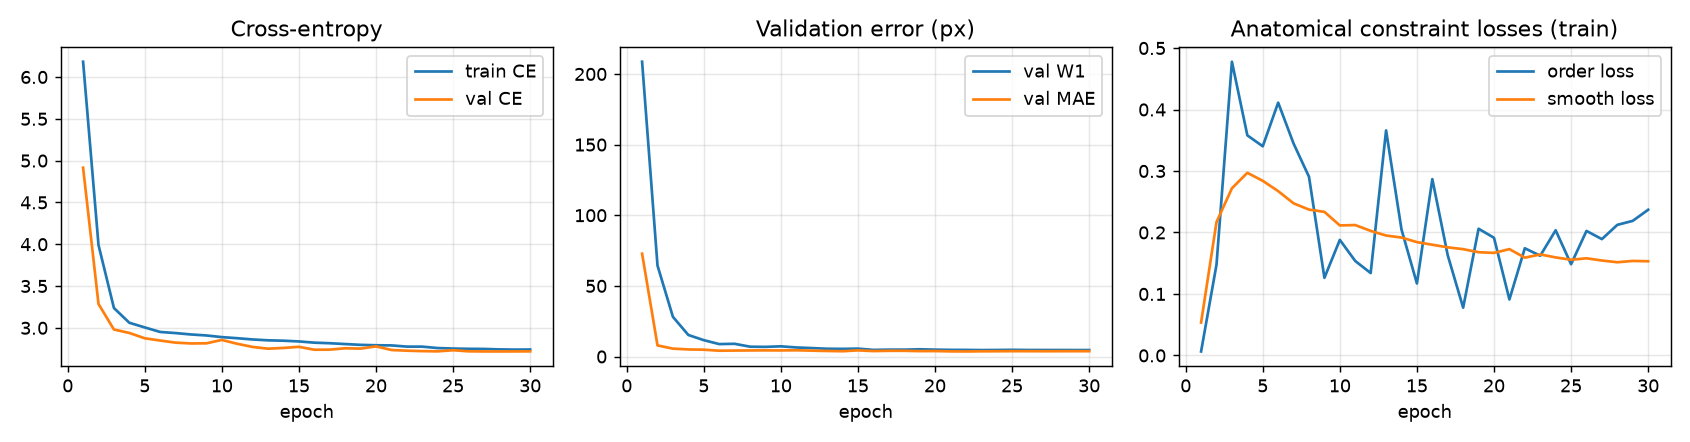 Cross-entropy
train CE
val CE
6.0
5.5
5.0
4.5
4.0
3.5
3.0
0 5 10 15 20 25 30
epoch
Validation error (px)
val W1
val MAE
200
150
100
50
0
0 5 10 15 20 25 30
epoch
Anatomical constraint losses (train)
order loss
smooth loss
0.5
0.4
0.3
0.2
0.1
0.0
0 5 10 15 20 25 30
epoch